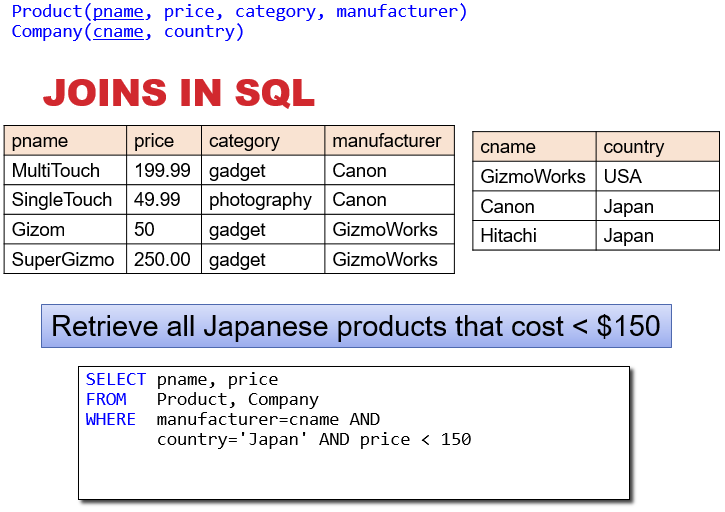 Product(pname, price, category, manufacturer)
Company(cname, country)
JOINS IN SQL
pname price category manufacturer
MultiTouch 199.99 gadget Canon
SingleTouch 49.99 photography Canon
Gizom 50 gadget GizmoWorks
SuperGizmo 250.00 gadget GizmoWorks
cname country
GizmoWorks USA
Canon Japan
Hitachi Japan
Retrieve all Japanese products that cost < $150
SELECT pname, price
FROM Product, Company
WHERE manufacturer=cname AND
country='Japan' AND price < 150